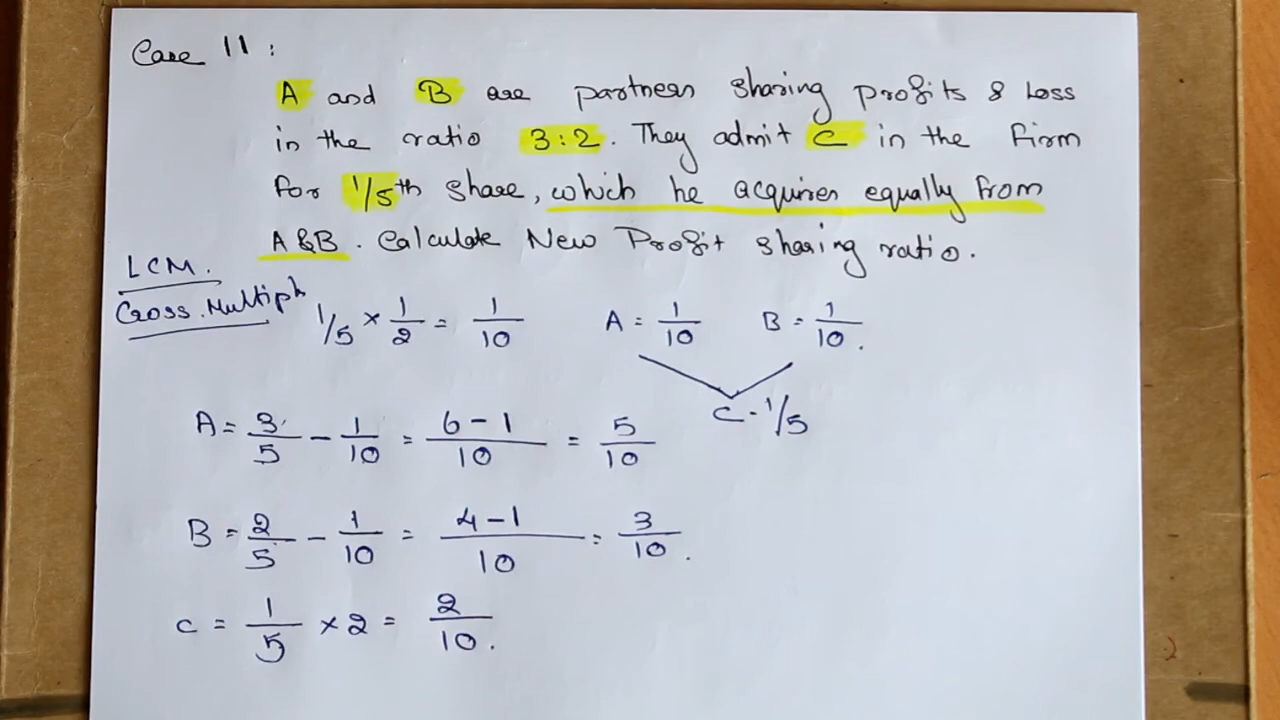 Case 11 :
A and B are partners sharing profits & Loss
in the ratio 3:2. They admit C in the Firm
For 1/5th share, which he acquires equally from
A&B. Calculate New Profit sharing ratio.
LCM.
Cross. Multiply
1/5 × 1/2 = 1/10 A = 1/10 B = 1/10.
C - 1/5
A = 3/5 - 1/10 = 6-1/10 = 5/10
B = 2/5 - 1/10 = 4-1/10 = 3/10.
C = 1/5 × 2 = 2/10.